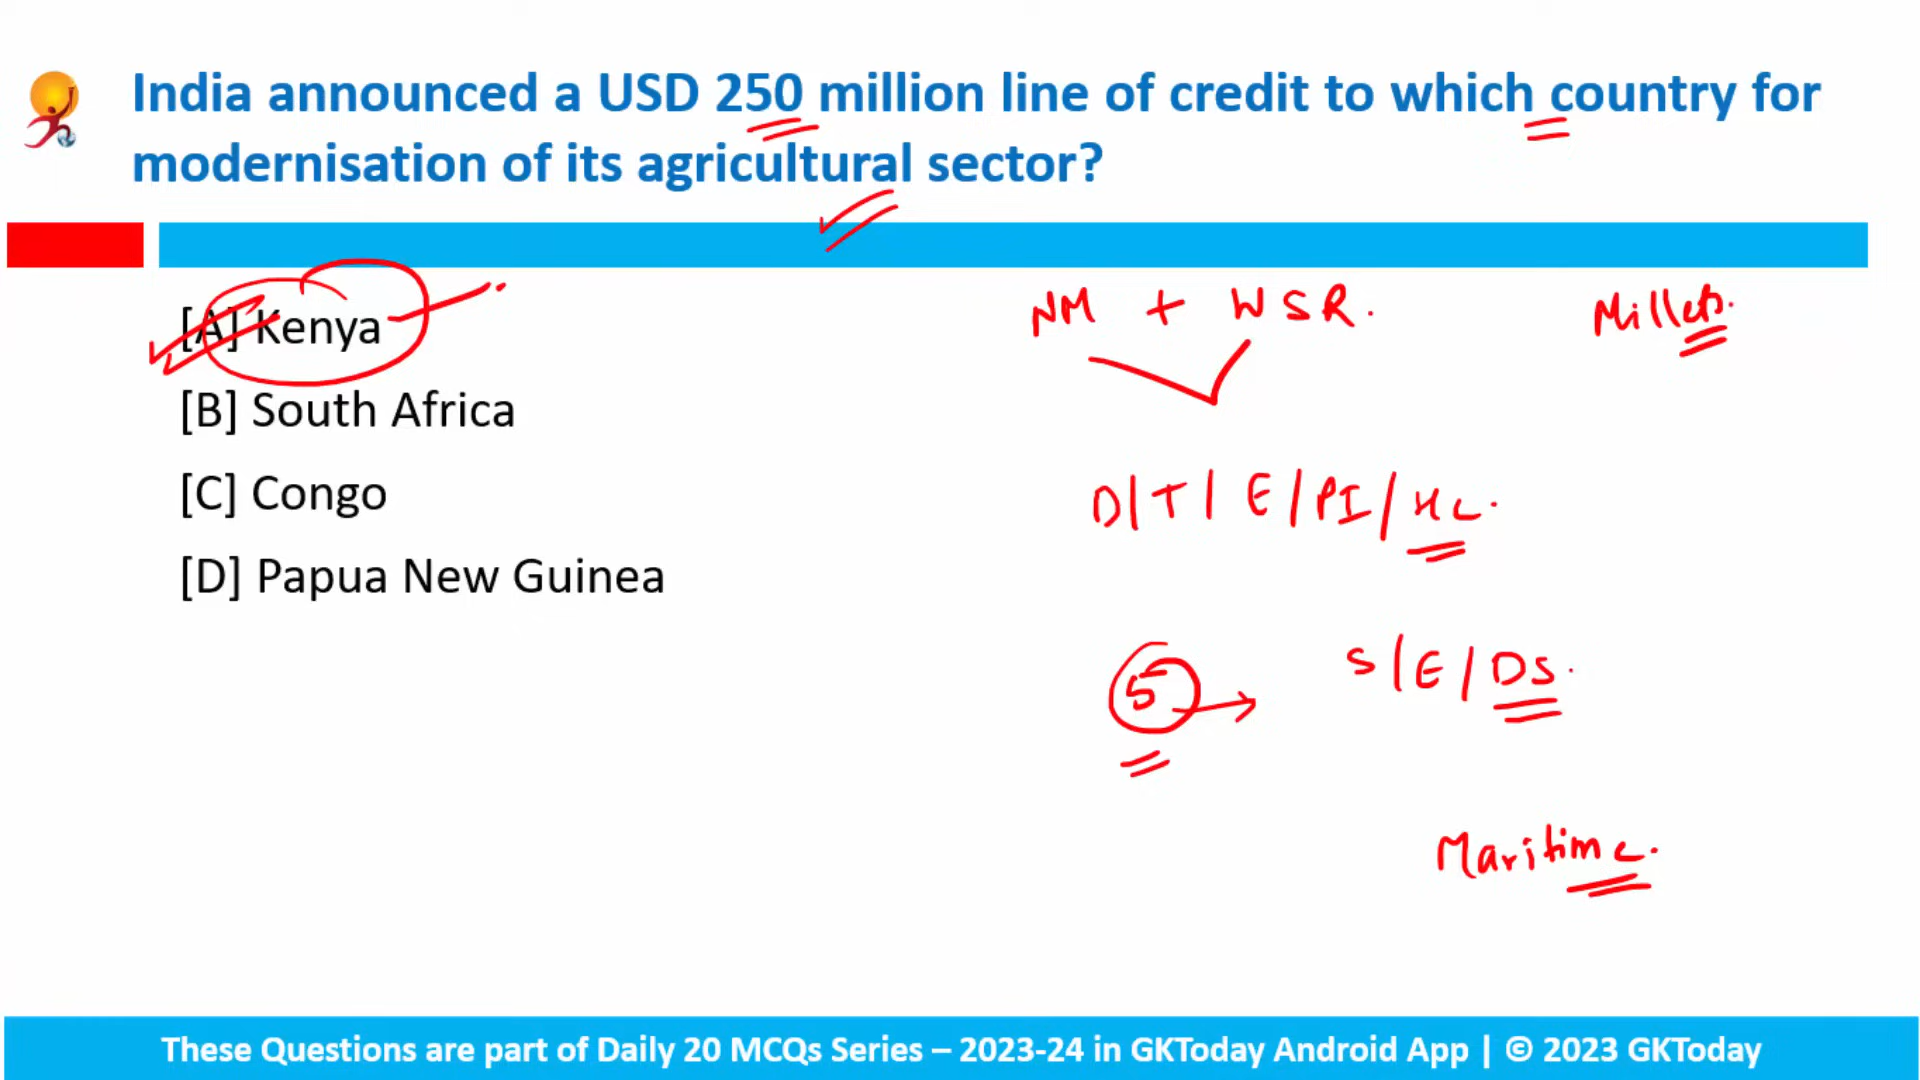 India announced a USD 250 million line of credit to which country for
modernisation of its agricultural sector?
[A] Kenya
[B] South Africa
[C] Congo
[D] Papua New Guinea
NM + WSR.
Millets.
D/T/E/PI/HC.
5 → S/E/DS.
Maritime.
These Questions are part of Daily 20 MCQs Series – 2023-24 in GKToday Android App | © 2023 GKToday